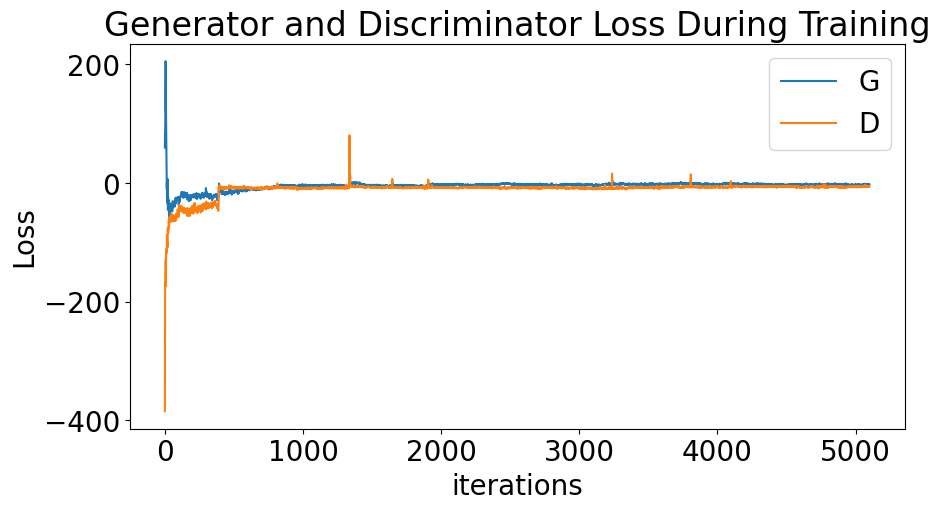 Generator and Discriminator Loss During Training
G
D
Loss
200
0
−200
−400
0 1000 2000 3000 4000 5000
iterations